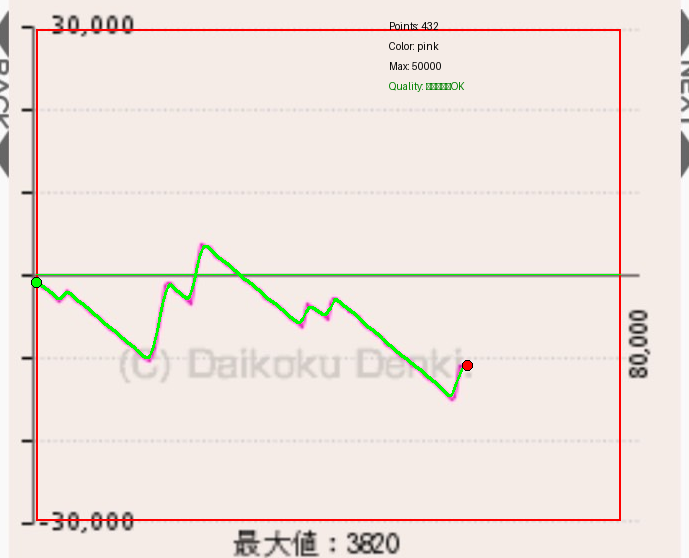 30,000
Points: 432
Color: pink
Max: 50000
Quality: OK
BACK
NEXT
(C) Daikoku Denki.
80,000
-30,000
最大値：3820